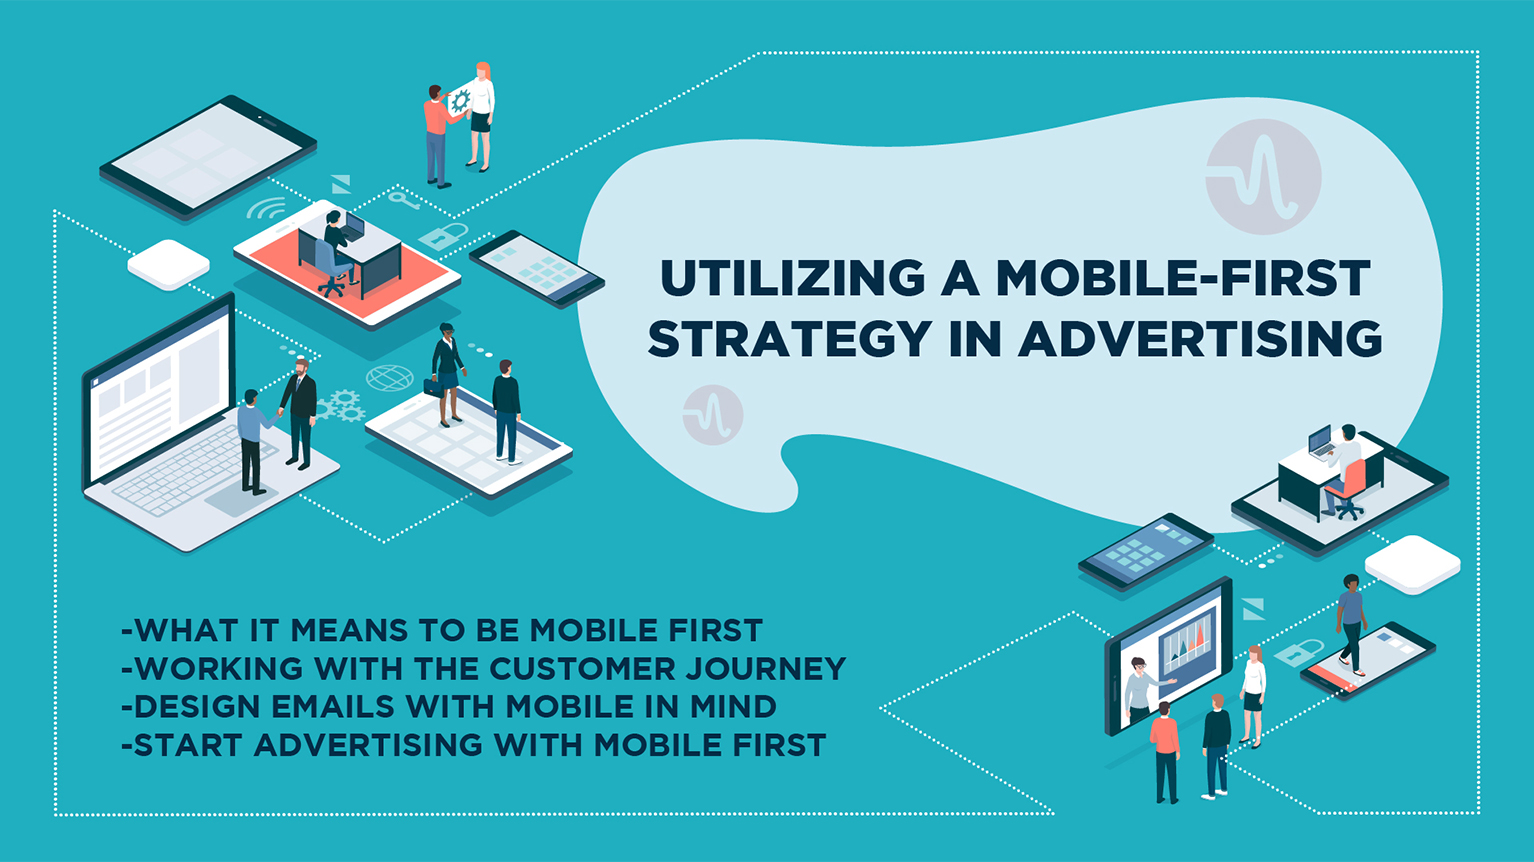 UTILIZING A MOBILE-FIRST
STRATEGY IN ADVERTISING
-WHAT IT MEANS TO BE MOBILE FIRST
-WORKING WITH THE CUSTOMER JOURNEY
-DESIGN EMAILS WITH MOBILE IN MIND
-START ADVERTISING WITH MOBILE FIRST